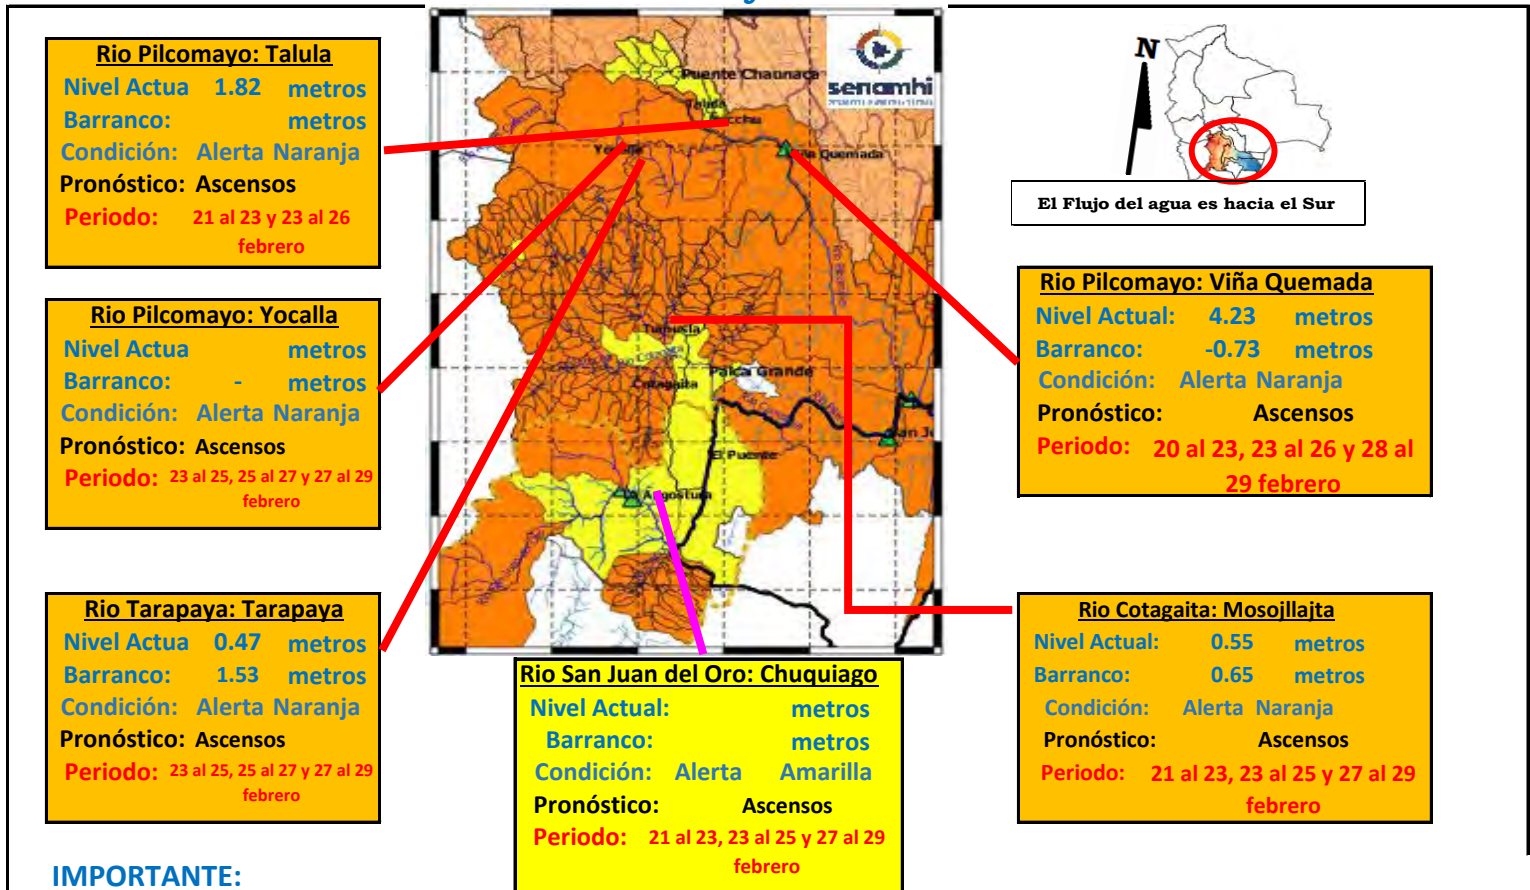 Rio Pilcomayo: Talula
Nivel Actua 1.82 metros
Barranco: metros
Condición: Alerta Naranja
Pronóstico: Ascensos
Periodo: 21 al 23 y 23 al 26
febrero
Rio Pilcomayo: Yocalla
Nivel Actua metros
Barranco: - metros
Condición: Alerta Naranja
Pronóstico: Ascensos
Periodo: 23 al 25, 25 al 27 y 27 al 29
febrero
Rio Tarapaya: Tarapaya
Nivel Actua 0.47 metros
Barranco: 1.53 metros
Condición: Alerta Naranja
Pronóstico: Ascensos
Periodo: 23 al 25, 25 al 27 y 27 al 29
febrero
IMPORTANTE:
senamhi
Puente Chaunaca
Talula
Viña Quemada
Tumusla
Cotagaita
Palca Grande
El Puente
La Angostura
Rio San Juan del Oro: Chuquiago
Nivel Actual: metros
Barranco: metros
Condición: Alerta Amarilla
Pronóstico: Ascensos
Periodo: 21 al 23, 23 al 25 y 27 al 29
febrero
N
El Flujo del agua es hacia el Sur
Rio Pilcomayo: Viña Quemada
Nivel Actual: 4.23 metros
Barranco: -0.73 metros
Condición: Alerta Naranja
Pronóstico: Ascensos
Periodo: 20 al 23, 23 al 26 y 28 al
29 febrero
Rio Cotagaita: Mosojllajta
Nivel Actual: 0.55 metros
Barranco: 0.65 metros
Condición: Alerta Naranja
Pronóstico: Ascensos
Periodo: 21 al 23, 23 al 25 y 27 al 29
febrero